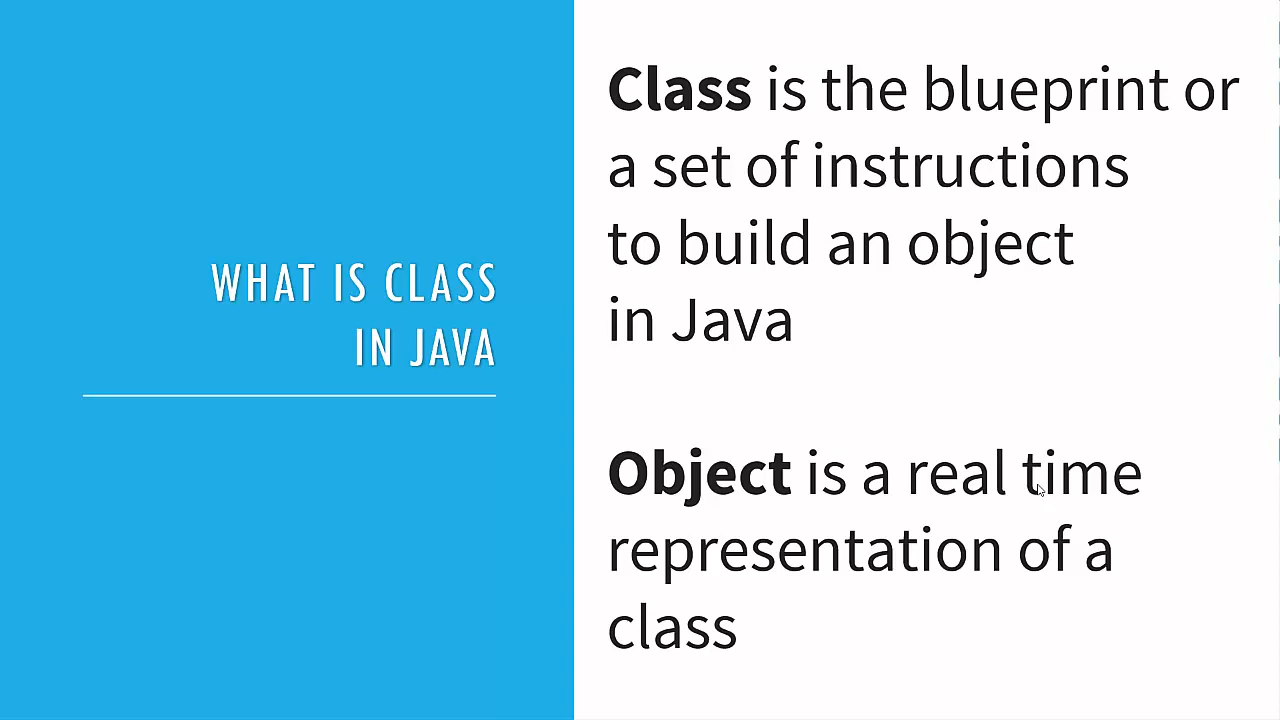 WHAT IS CLASS
IN JAVA
Class is the blueprint or
a set of instructions
to build an object
in Java
Object is a real time
representation of a
class